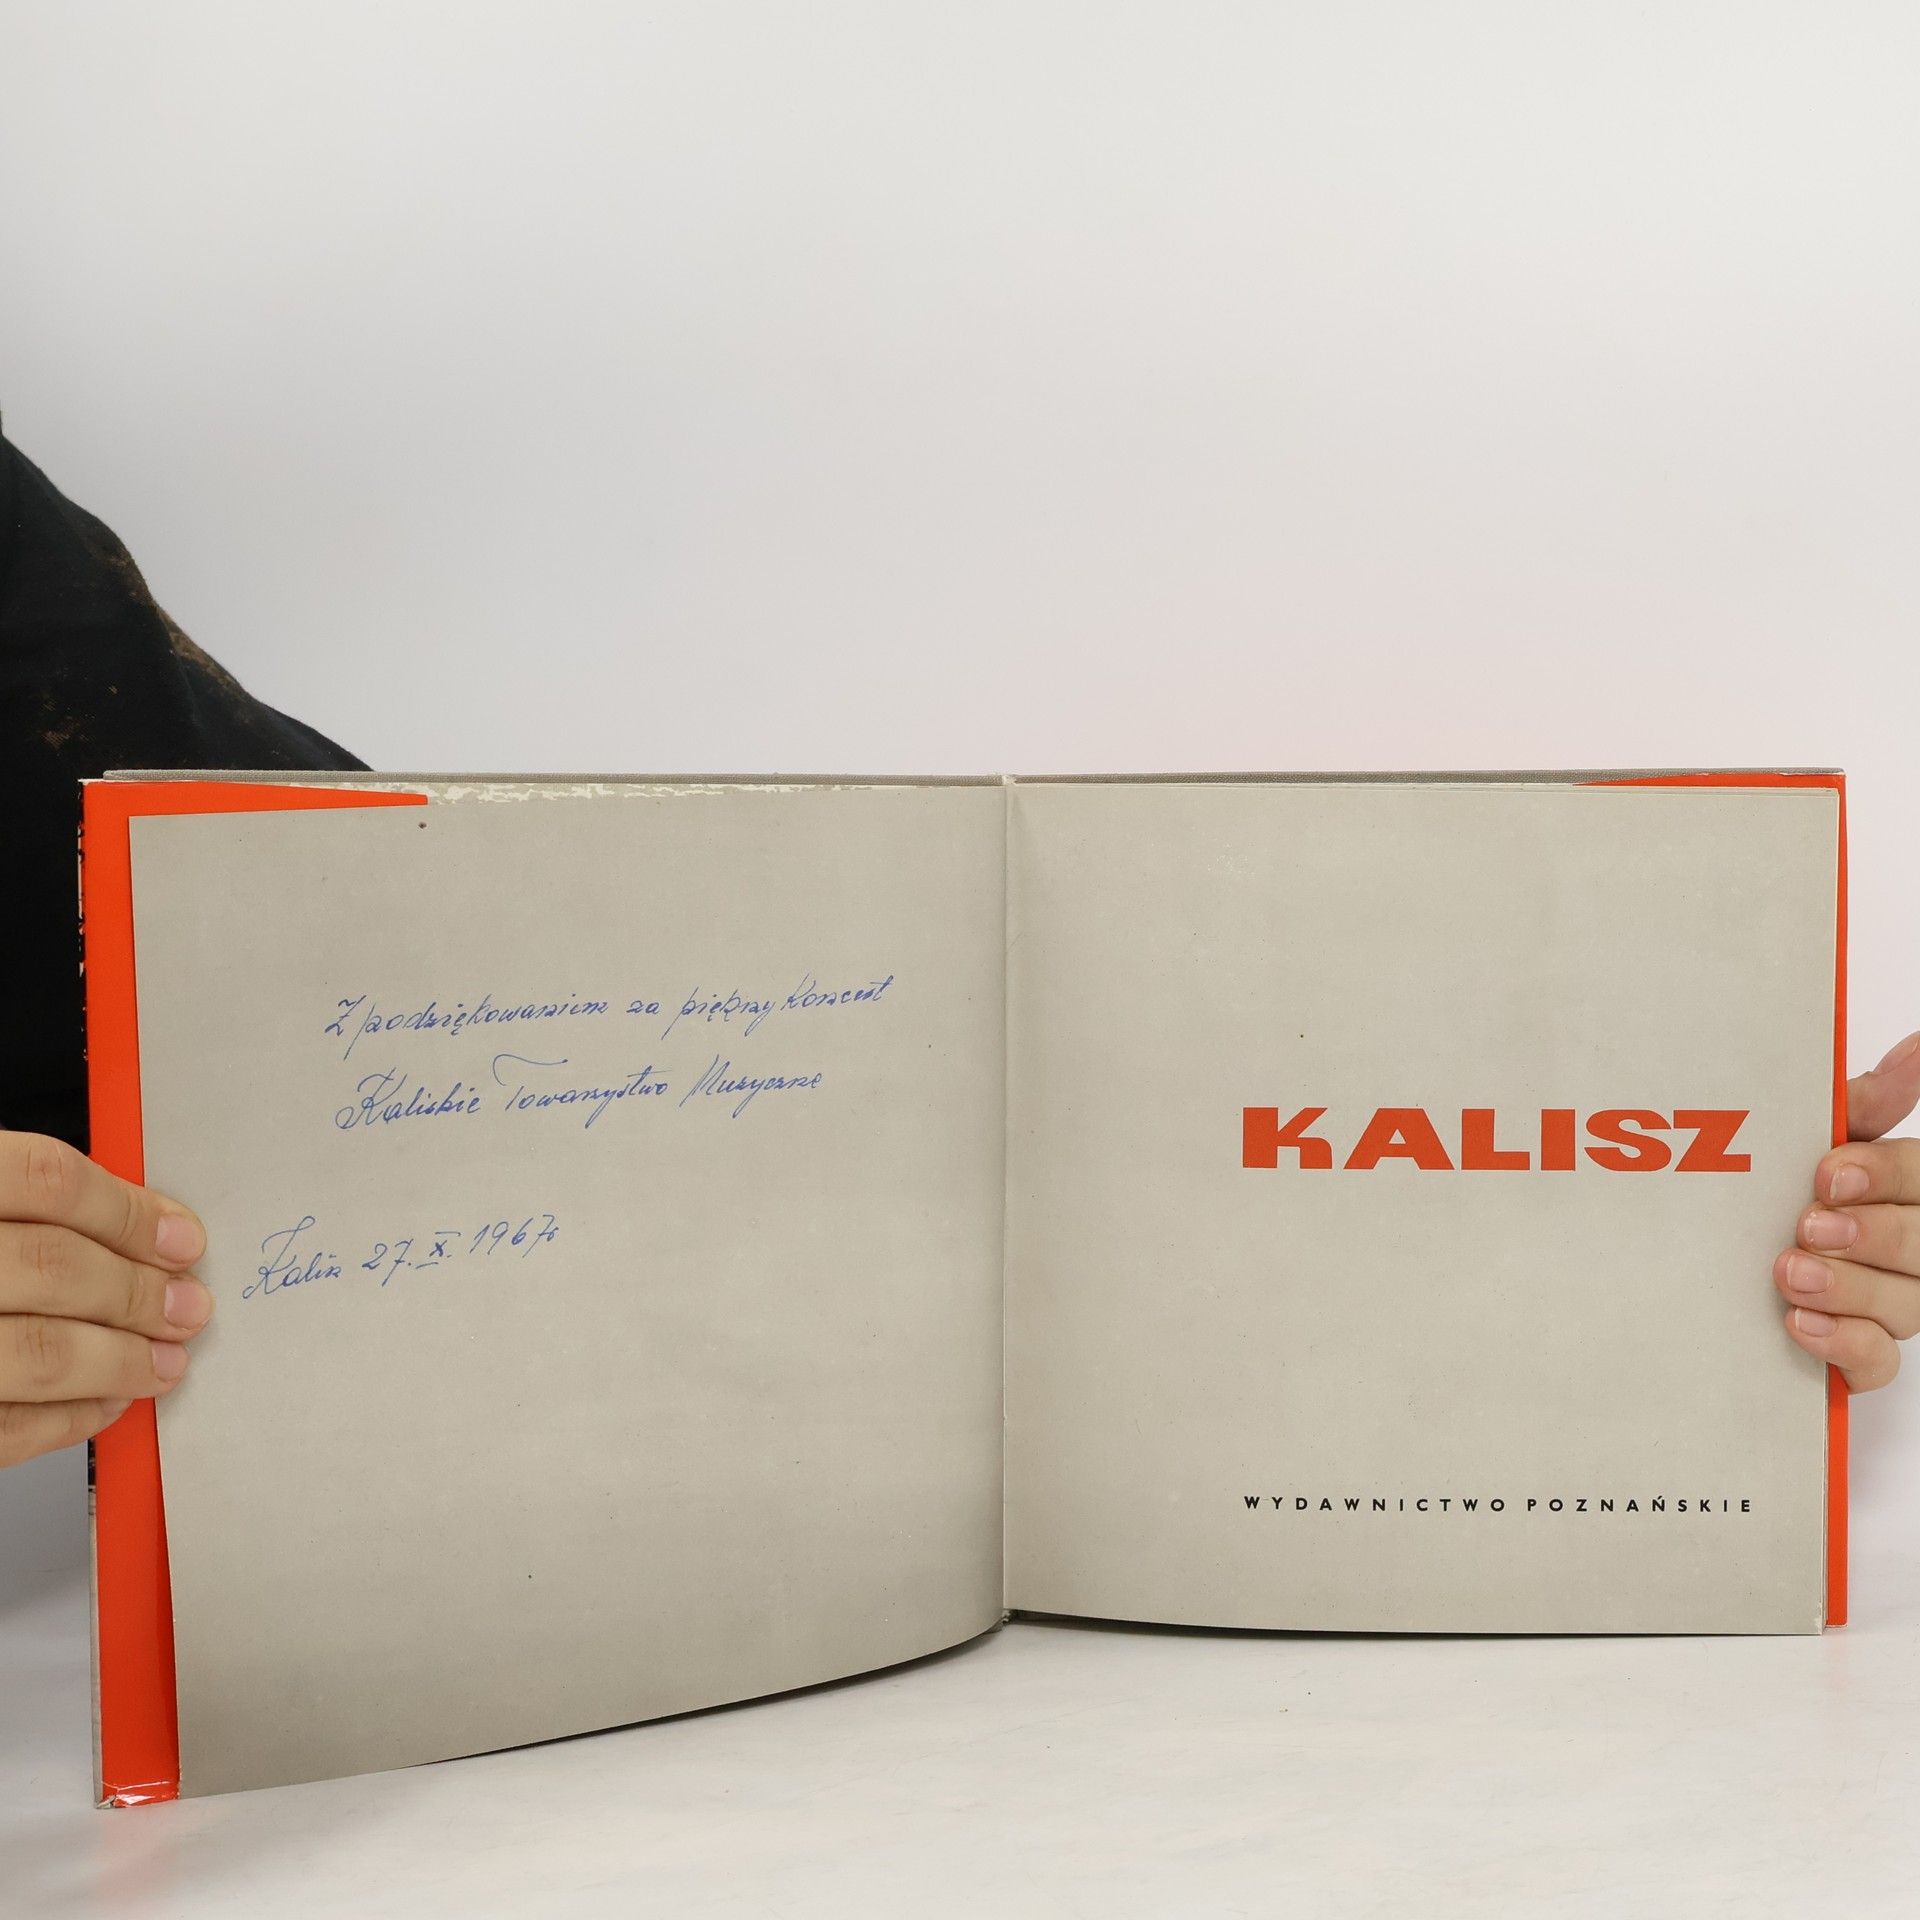 Z podziękowaniem za piękny Koncert
Kaliskie Towarzystwo Muzyczne
Kalisz 27. X. 1967r
KALISZ
WYDAWNICTWO POZNAŃSKIE